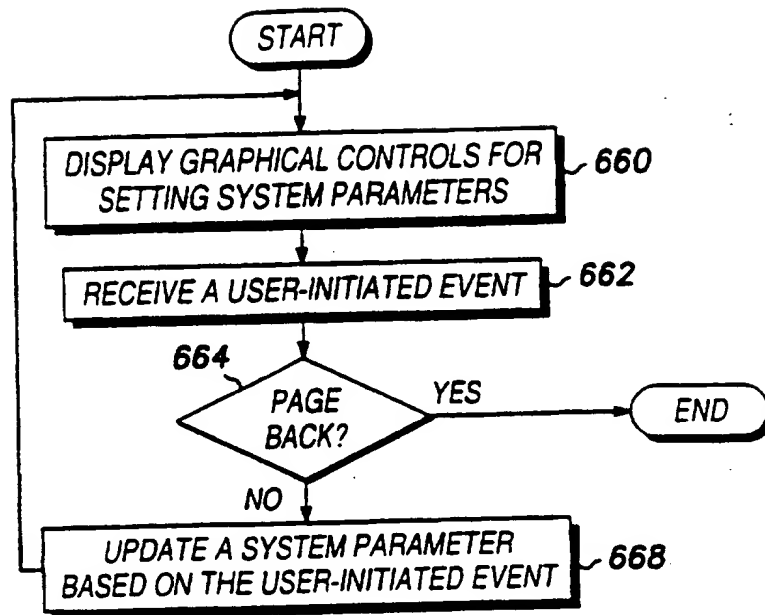 START
DISPLAY GRAPHICAL CONTROLS FOR
SETTING SYSTEM PARAMETERS
660
RECEIVE A USER-INITIATED EVENT
662
664
PAGE
BACK?
YES
END
NO
UPDATE A SYSTEM PARAMETER
BASED ON THE USER-INITIATED EVENT
668